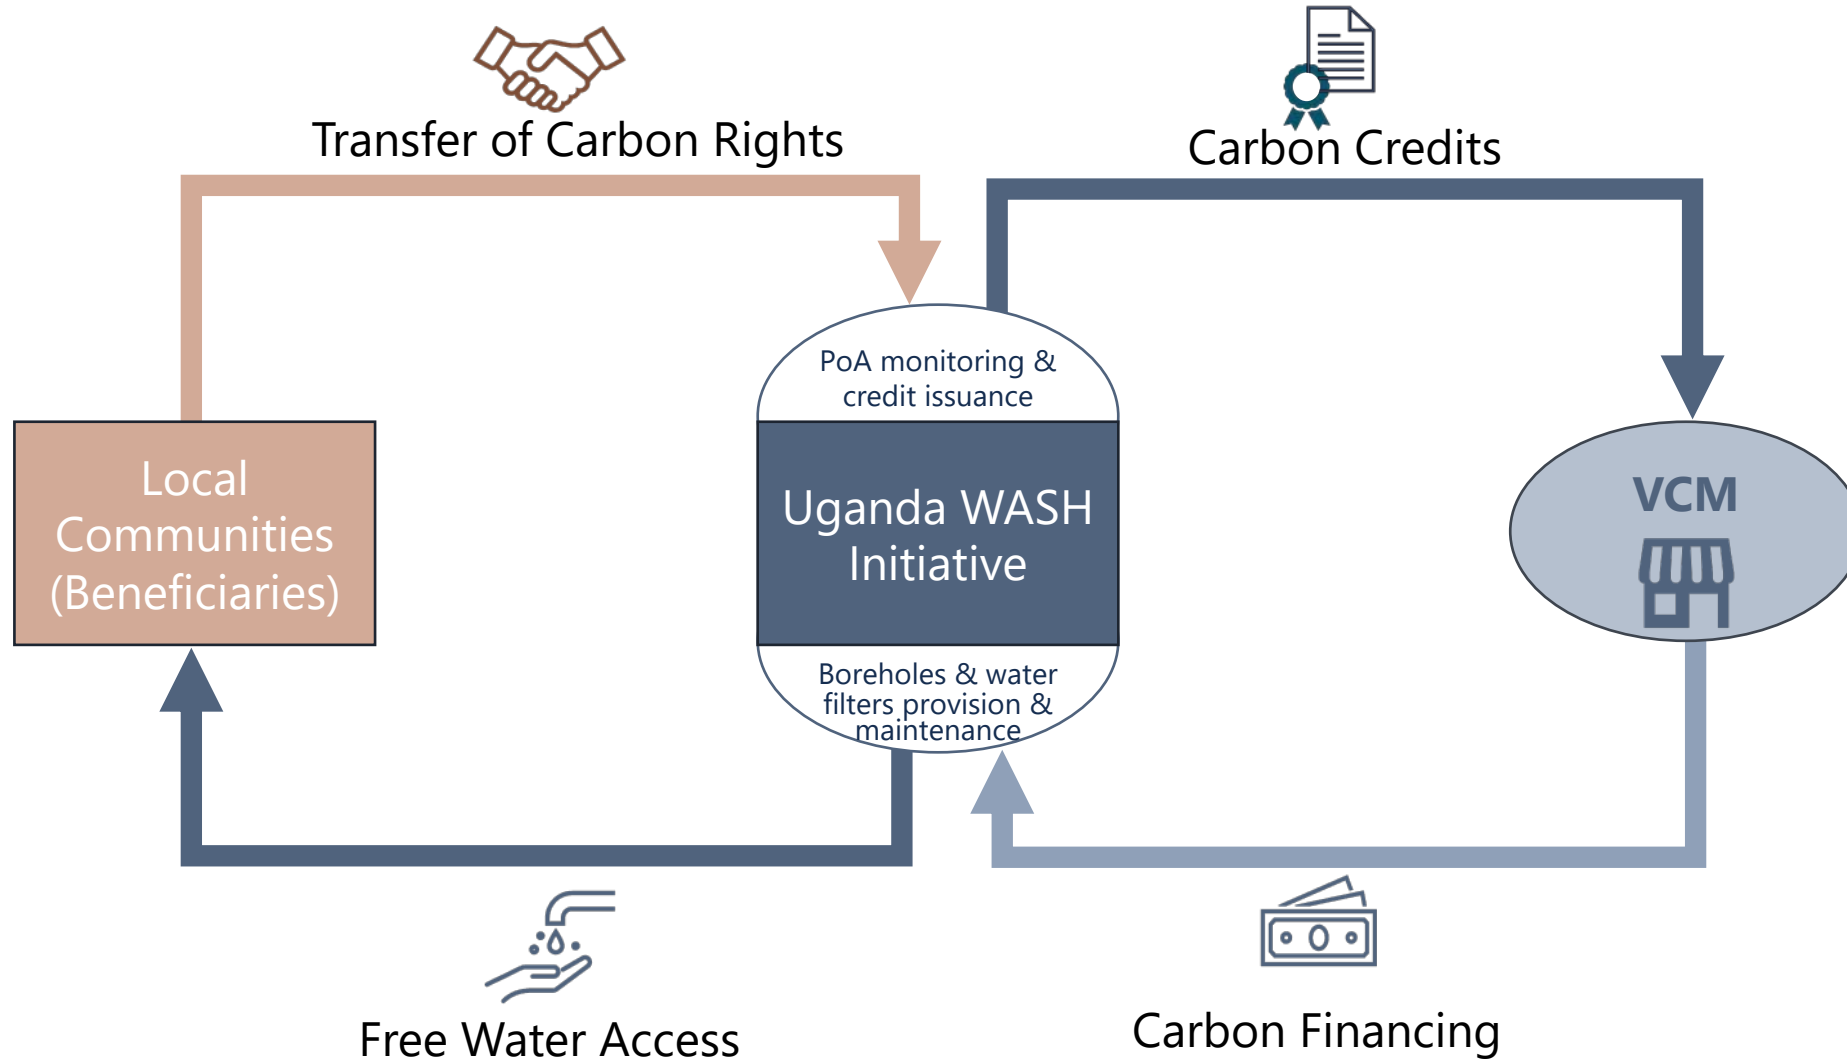 Transfer of Carbon Rights
Carbon Credits
PoA monitoring &
credit issuance
Local
Communities
(Beneficiaries)
Uganda WASH
Initiative
VCM
Boreholes & water
filters provision &
maintenance
Free Water Access
Carbon Financing